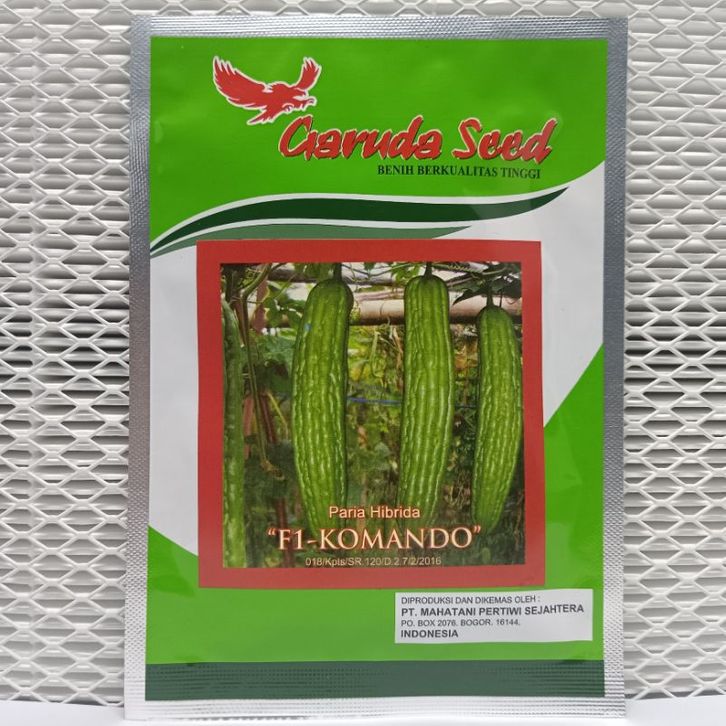 Garuda Seed
BENIH BERKUALITAS TINGGI
Paria Hibrida
"F1-KOMANDO"
018/Kpts/SR.120/D.2.7/2/2016
DIPRODUKSI DAN DIKEMAS OLEH :
PT. MAHATANI PERTIWI SEJAHTERA
PO. BOX 2076. BOGOR. 16144.
INDONESIA